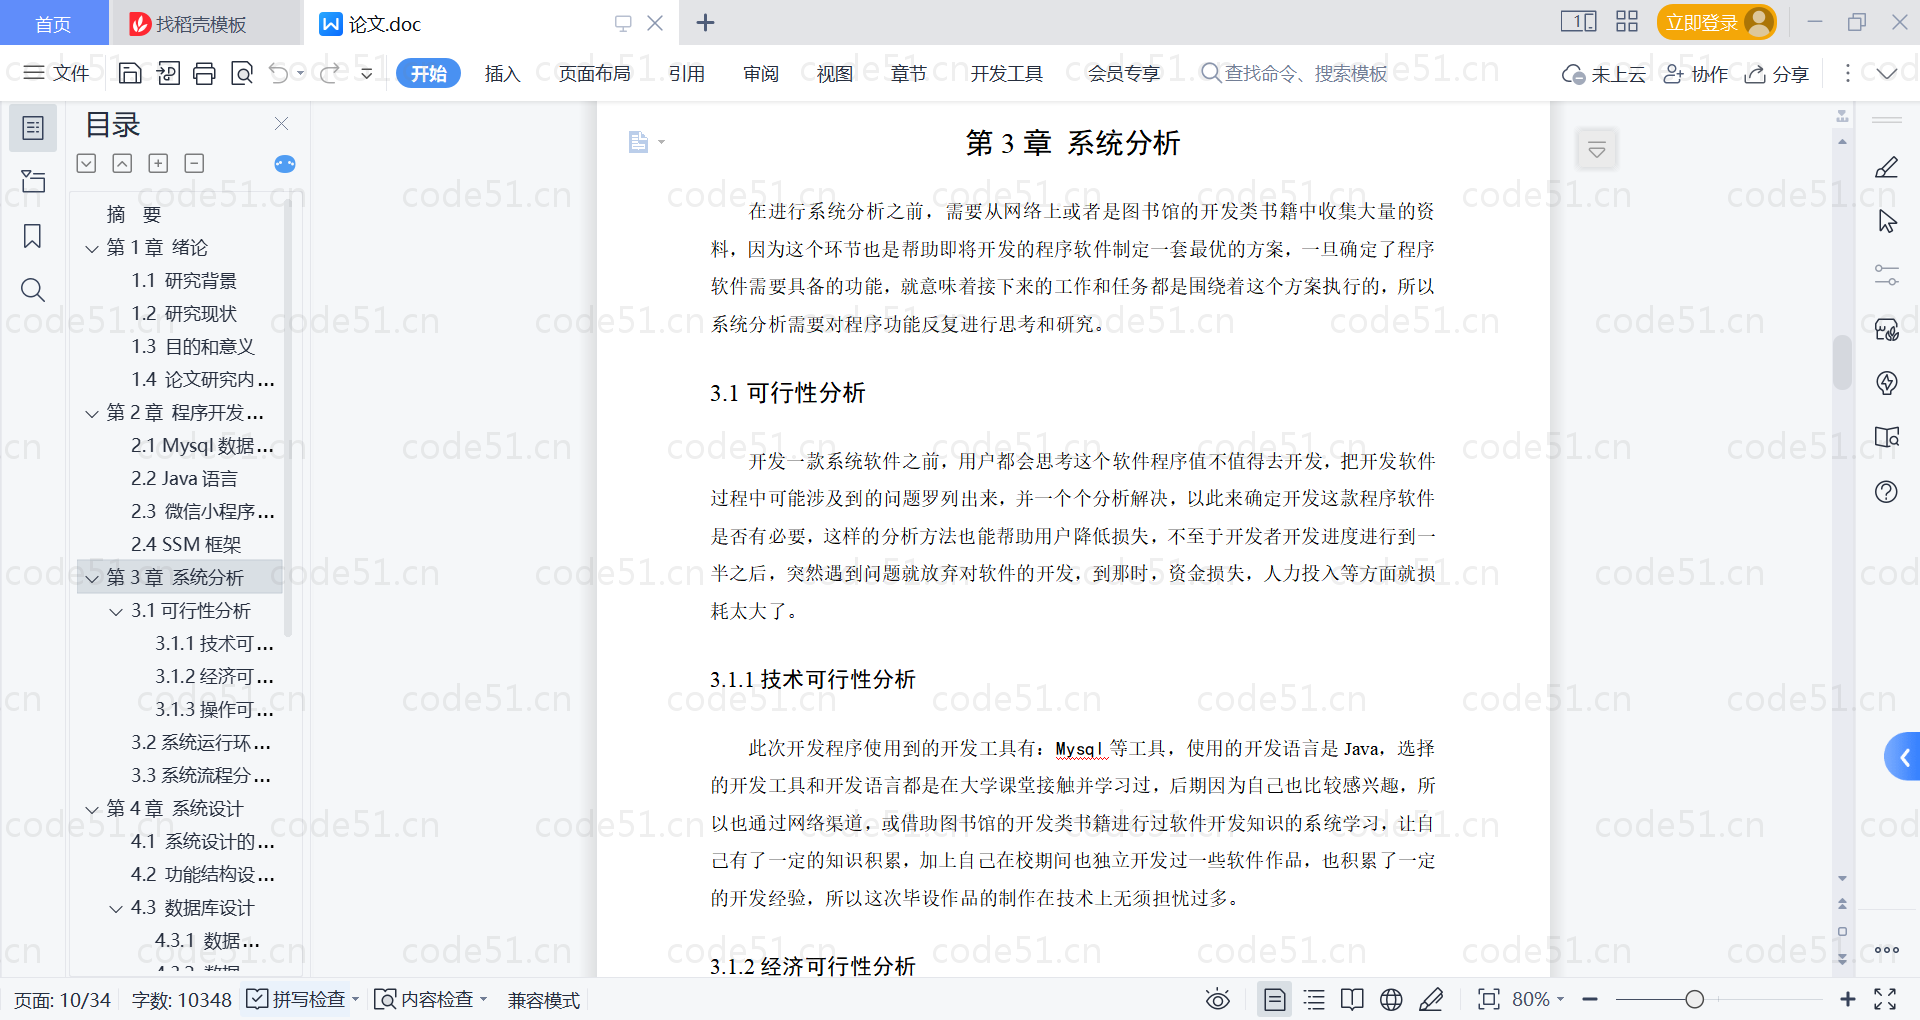 首页
找稻壳模板
论文.doc
立即登录
文件
开始
插入
页面布局
引用
审阅
视图
章节
开发工具
会员专享
查找命令、搜索模板
未上云
协作
分享
目录
摘 要
第 1 章 绪论
1.1 研究背景
1.2 研究现状
1.3 目的和意义
1.4 论文研究内...
第 2 章 程序开发...
2.1 Mysql 数据...
2.2 Java 语言
2.3 微信小程序...
2.4 SSM 框架
第 3 章 系统分析
3.1 可行性分析
3.1.1 技术可...
3.1.2 经济可...
3.1.3 操作可...
3.2 系统运行环...
3.3 系统流程分...
第 4 章 系统设计
4.1 系统设计的...
4.2 功能结构设...
4.3 数据库设计
4.3.1 数据...
4.3.2 数据
第 3 章 系统分析
在进行系统分析之前，需要从网络上或者是图书馆的开发类书籍中收集大量的资
料，因为这个环节也是帮助即将开发的程序软件制定一套最优的方案，一旦确定了程序
软件需要具备的功能，就意味着接下来的工作和任务都是围绕着这个方案执行的，所以
系统分析需要对程序功能反复进行思考和研究。
3.1 可行性分析
开发一款系统软件之前，用户都会思考这个软件程序值不值得去开发，把开发软件
过程中可能涉及到的问题罗列出来，并一个个分析解决，以此来确定开发这款程序软件
是否有必要，这样的分析方法也能帮助用户降低损失，不至于开发者开发进度进行到一
半之后，突然遇到问题就放弃对软件的开发，到那时，资金损失，人力投入等方面就损
耗太大了。
3.1.1 技术可行性分析
此次开发程序使用到的开发工具有：Mysql 等工具，使用的开发语言是 Java，选择
的开发工具和开发语言都是在大学课堂接触并学习过，后期因为自己也比较感兴趣，所
以也通过网络渠道，或借助图书馆的开发类书籍进行过软件开发知识的系统学习，让自
己有了一定的知识积累，加上自己在校期间也独立开发过一些软件作品，也积累了一定
的开发经验，所以这次毕设作品的制作在技术上无须担忧过多。
3.1.2 经济可行性分析
页面: 10/34
字数: 10348
拼写检查
内容检查
兼容模式
80%
code51.cn